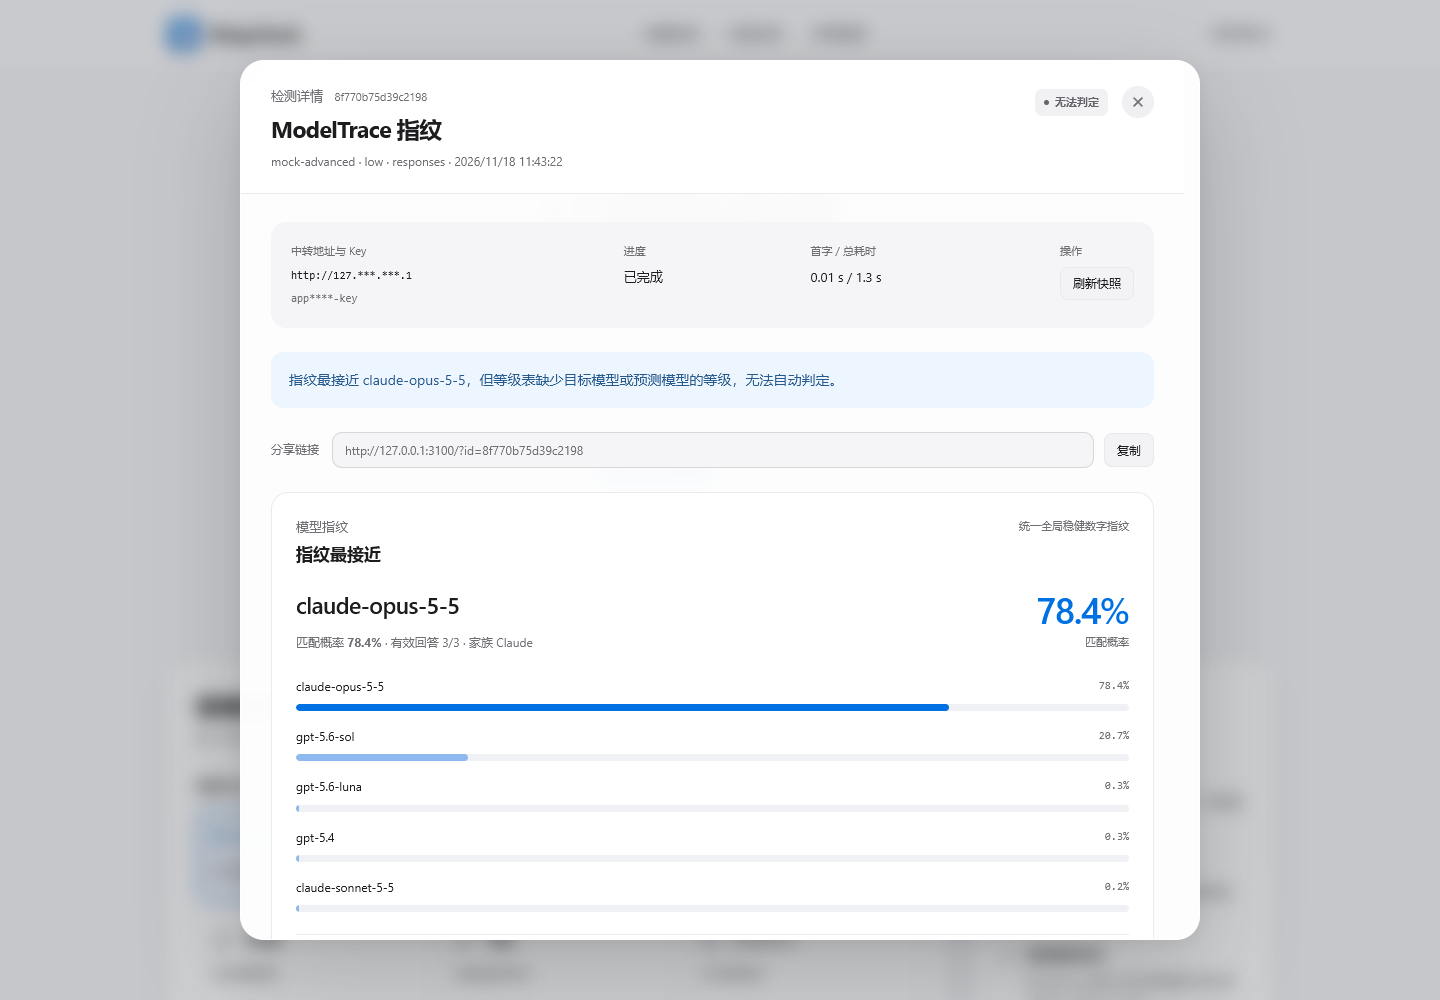 检测详情 8f770b75d39c2198
ModelTrace 指纹
mock-advanced · low · responses · 2026/11/18 11:43:22
无法判定
中转地址与 Key
http://127.***.***.1
app****-key
进度
已完成
首字 / 总耗时
0.01 s / 1.3 s
操作
刷新快照
指纹最接近 claude-opus-5-5，但等级表缺少目标模型或预测模型的等级，无法自动判定。
分享链接 http://127.0.0.1:3100/?id=8f770b75d39c2198 复制
模型指纹
指纹最接近
统一全局稳健数字指纹
claude-opus-5-5
匹配概率 78.4% · 有效回答 3/3 · 家族 Claude
78.4%
匹配概率
claude-opus-5-5 78.4%
gpt-5.6-sol 20.7%
gpt-5.6-luna 0.3%
gpt-5.4 0.3%
claude-sonnet-5-5 0.2%